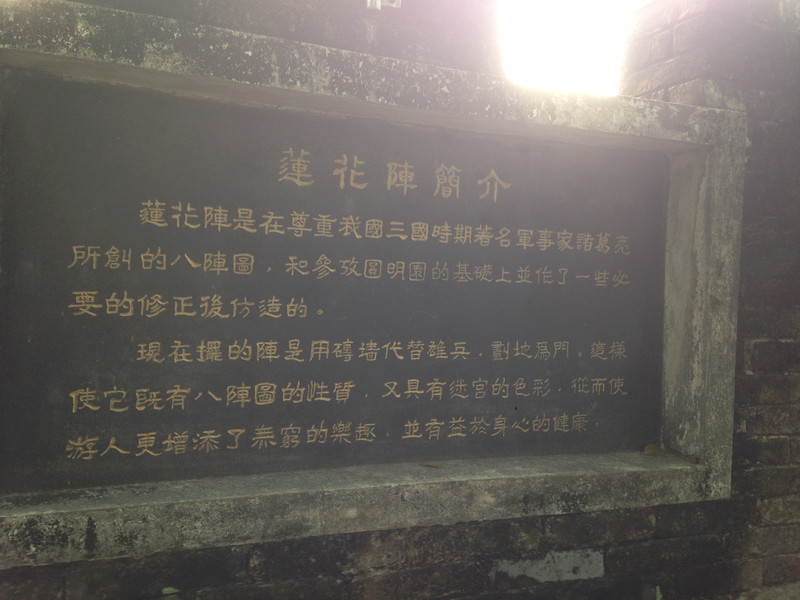 蓮花陣簡介
蓮花陣是在尊重我國三國時期著名軍事家諸葛亮
所創的八陣圖，和參攷圓明園的基礎上並作了一些必
要的修正後仿造的。
現在擺的陣是用磚墙代替雄兵，劃地爲門。這樣
使它既有八陣圖的性質，又具有迷宫的色彩，從而使
游人更增添了無窮的樂趣，並有益於身心的健康。